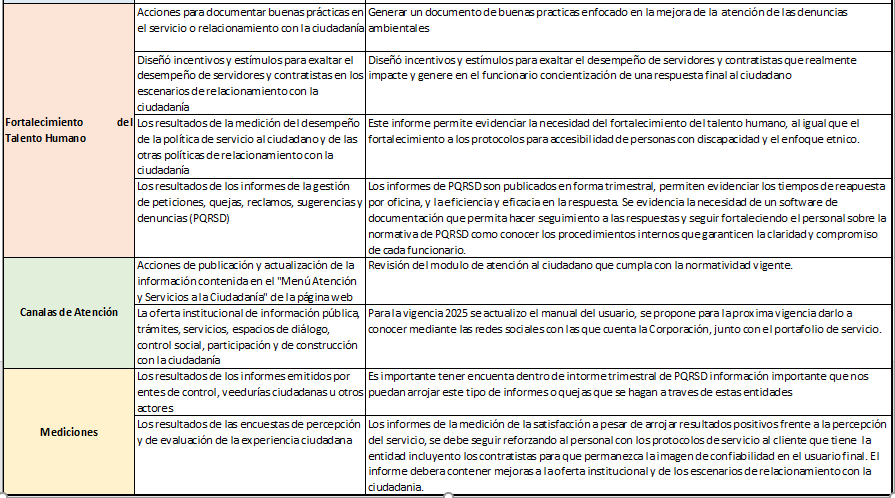 Acciones para documentar buenas prácticas en
el servicio o relacionamiento con la ciudadanía
Generar un documento de buenas practicas enfocado en la mejora de la atención de las denuncias
ambientales
Diseñó incentivos y estímulos para exaltar el
desempeño de servidores y contratistas en los
escenarios de relacionamiento con la
ciudadanía
Diseñó incentivos y estímulos para exaltar el desempeño de servidores y contratistas que realmente
impacte y genere en el funcionario concientización de una respuesta final al ciudadano
Fortalecimiento del
Talento Humano
Los resultados de la medición del desempeño
de la política de servicio al ciudadano y de las
otras políticas de relacionamiento con la
ciudadanía
Este informe permite evidenciar la necesidad del fortalecimiento del talento humano, al igual que el
fortalecimiento a los protocolos para accesibilidad de personas con discapacidad y el enfoque etnico.
Los resultados de los informes de la gestión
de peticiones, quejas, reclamos, sugerencias y
denuncias (PQRSD)
Los informes de PQRSD son publicados en forma trimestral, permiten evidenciar los tiempos de reapuesta
por oficina, y la eficiencia y eficacia en la respuesta. Se evidencia la necesidad de un software de
documentación que permita hacer seguimiento a las respuestas y seguir fortaleciendo el personal sobre la
normativa de PQRSD como conocer los procedimientos internos que garanticen la claridad y compromiso
de cada funcionario.
Canalas de Atención
Acciones de publicación y actualización de la
información contenida en el "Menú Atención
y Servicios a la Ciudadanía" de la página web
Revisión del modulo de atención al ciudadano que cumpla con la normatividad vigente.
La oferta institucional de información pública,
trámites, servicios, espacios de diálogo,
control social, participación y de construcción
con la ciudadanía
Para la vigencia 2025 se actualizo el manual del usuario, se propone para la proxima vigencia darlo a
conocer mediante las redes sociales con las que cuenta la Corporación, junto con el portafolio de servicio.
Mediciones
Los resultados de los informes emitidos por
entes de control, veedurías ciudadanas u otros
actores
Es importante tener encuenta dentro de intorme trimestral de PQRSD información importante que nos
puedan arrojar este tipo de informes o quejas que se hagan a traves de estas entidades
Los resultados de las encuestas de percepción
y de evaluación de la experiencia ciudadana
Los informes de la medición de la satisfacción a pesar de arrojar resultados positivos frente a la percepción
del servicio, se debe seguir reforzando al personal con los protocolos de servicio al cliente que tiene la
entidad incluyento los contratistas para que permanezca la imagen de confiabilidad en el usuario final. El
informe debera contener mejoras a la oferta institucional y de los escenarios de relacionamiento con la
ciudadania.